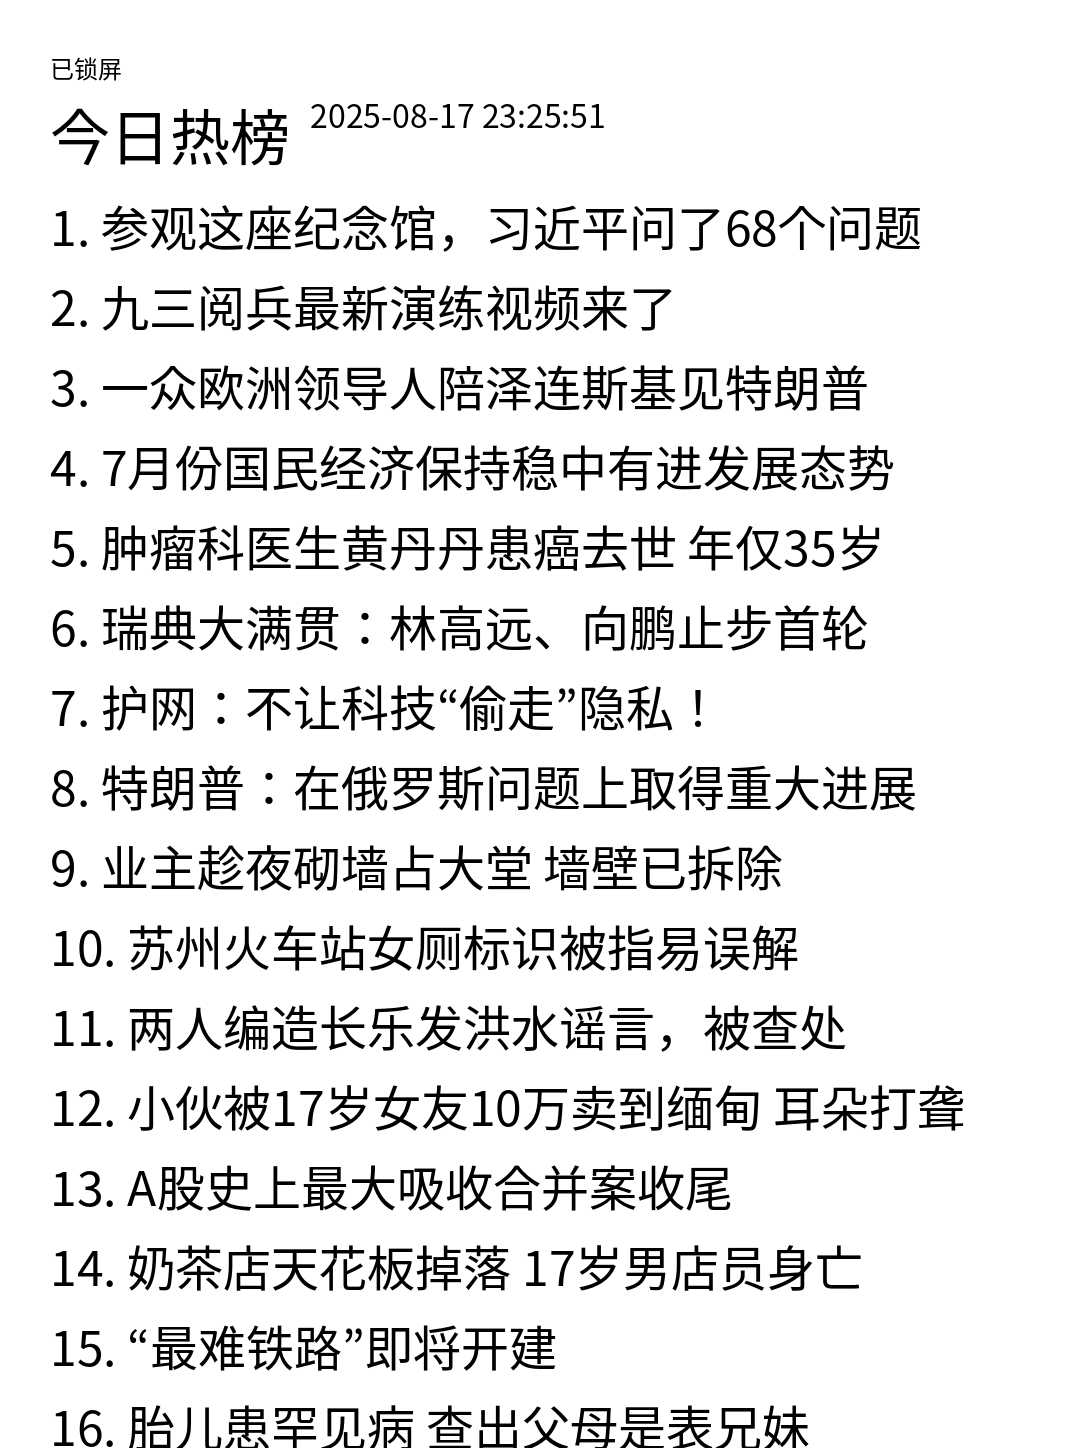 已锁屏
今日热榜 2025-08-17 23:25:51
1. 参观这座纪念馆，习近平问了68个问题
2. 九三阅兵最新演练视频来了
3. 一众欧洲领导人陪泽连斯基见特朗普
4. 7月份国民经济保持稳中有进发展态势
5. 肿瘤科医生黄丹丹患癌去世 年仅35岁
6. 瑞典大满贯：林高远、向鹏止步首轮
7. 护网：不让科技“偷走”隐私！
8. 特朗普：在俄罗斯问题上取得重大进展
9. 业主趁夜砌墙占大堂 墙壁已拆除
10. 苏州火车站女厕标识被指易误解
11. 两人编造长乐发洪水谣言，被查处
12. 小伙被17岁女友10万卖到缅甸 耳朵打聋
13. A股史上最大吸收合并案收尾
14. 奶茶店天花板掉落 17岁男店员身亡
15. “最难铁路”即将开建
16. 胎儿患罕见病 查出父母是表兄妹